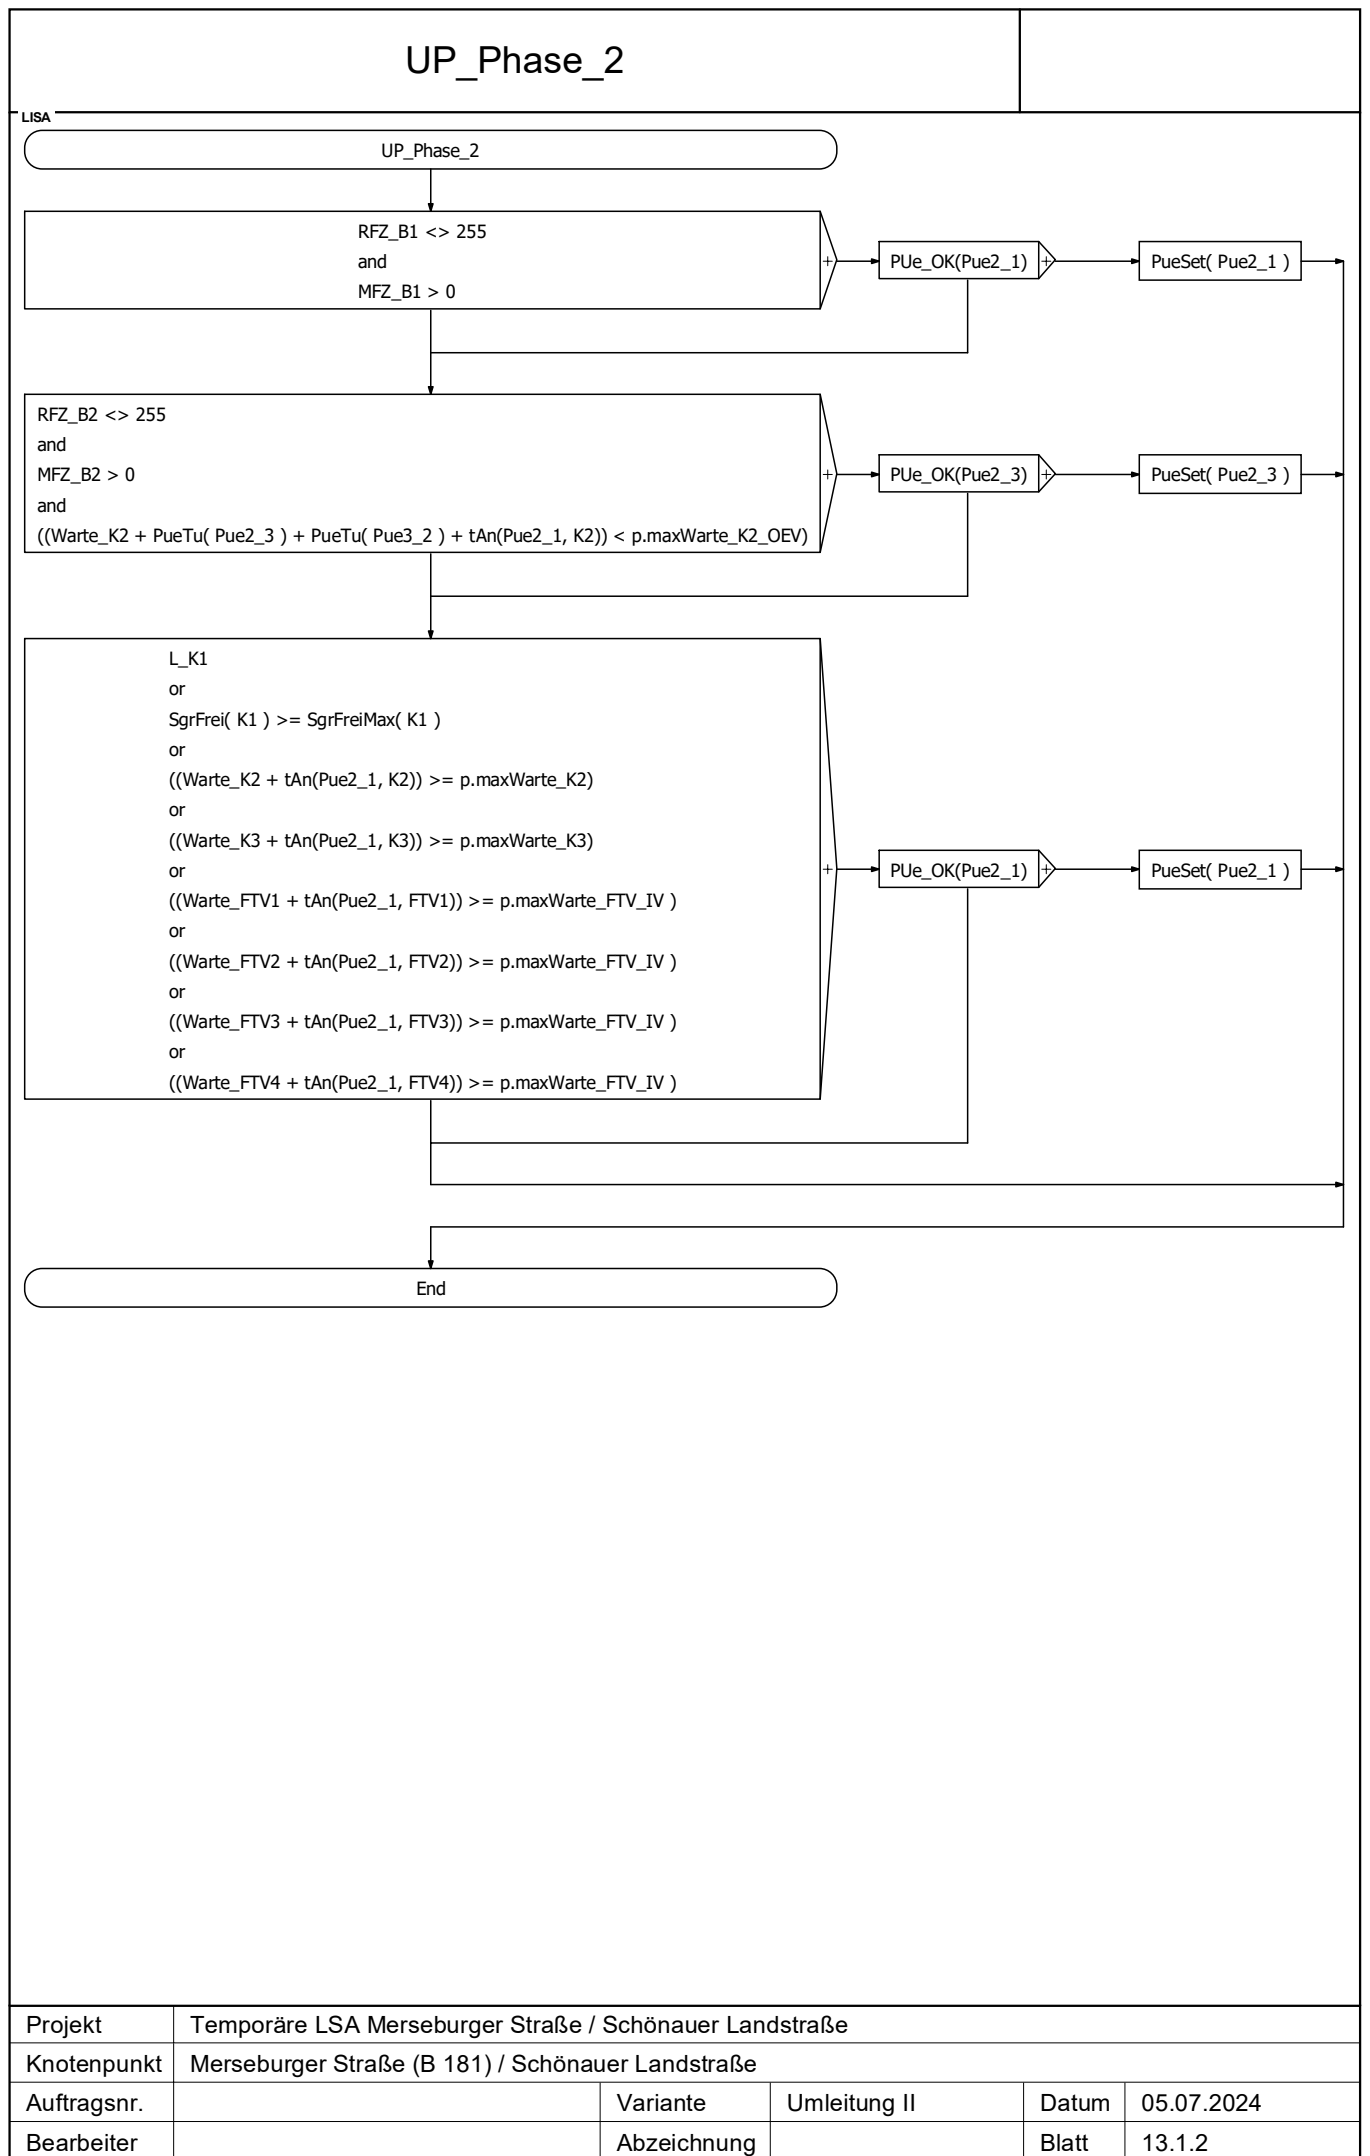 UP_Phase_2
LISA
UP_Phase_2
RFZ_B1 <> 255
and
MFZ_B1 > 0
+
PUe_OK(Pue2_1)
+
PueSet( Pue2_1 )
RFZ_B2 <> 255
and
MFZ_B2 > 0
and
((Warte_K2 + PueTu( Pue2_3 ) + PueTu( Pue3_2 ) + tAn(Pue2_1, K2)) < p.maxWarte_K2_OEV)
+
PUe_OK(Pue2_3)
+
PueSet( Pue2_3 )
L_K1
or
SgrFrei( K1 ) >= SgrFreiMax( K1 )
or
((Warte_K2 + tAn(Pue2_1, K2)) >= p.maxWarte_K2)
or
((Warte_K3 + tAn(Pue2_1, K3)) >= p.maxWarte_K3)
or
((Warte_FTV1 + tAn(Pue2_1, FTV1)) >= p.maxWarte_FTV_IV )
or
((Warte_FTV2 + tAn(Pue2_1, FTV2)) >= p.maxWarte_FTV_IV )
or
((Warte_FTV3 + tAn(Pue2_1, FTV3)) >= p.maxWarte_FTV_IV )
or
((Warte_FTV4 + tAn(Pue2_1, FTV4)) >= p.maxWarte_FTV_IV )
+
PUe_OK(Pue2_1)
+
PueSet( Pue2_1 )
End
Projekt Temporäre LSA Merseburger Straße / Schönauer Landstraße
Knotenpunkt Merseburger Straße (B 181) / Schönauer Landstraße
Auftragsnr. Variante Umleitung II Datum 05.07.2024
Bearbeiter Abzeichnung Blatt 13.1.2